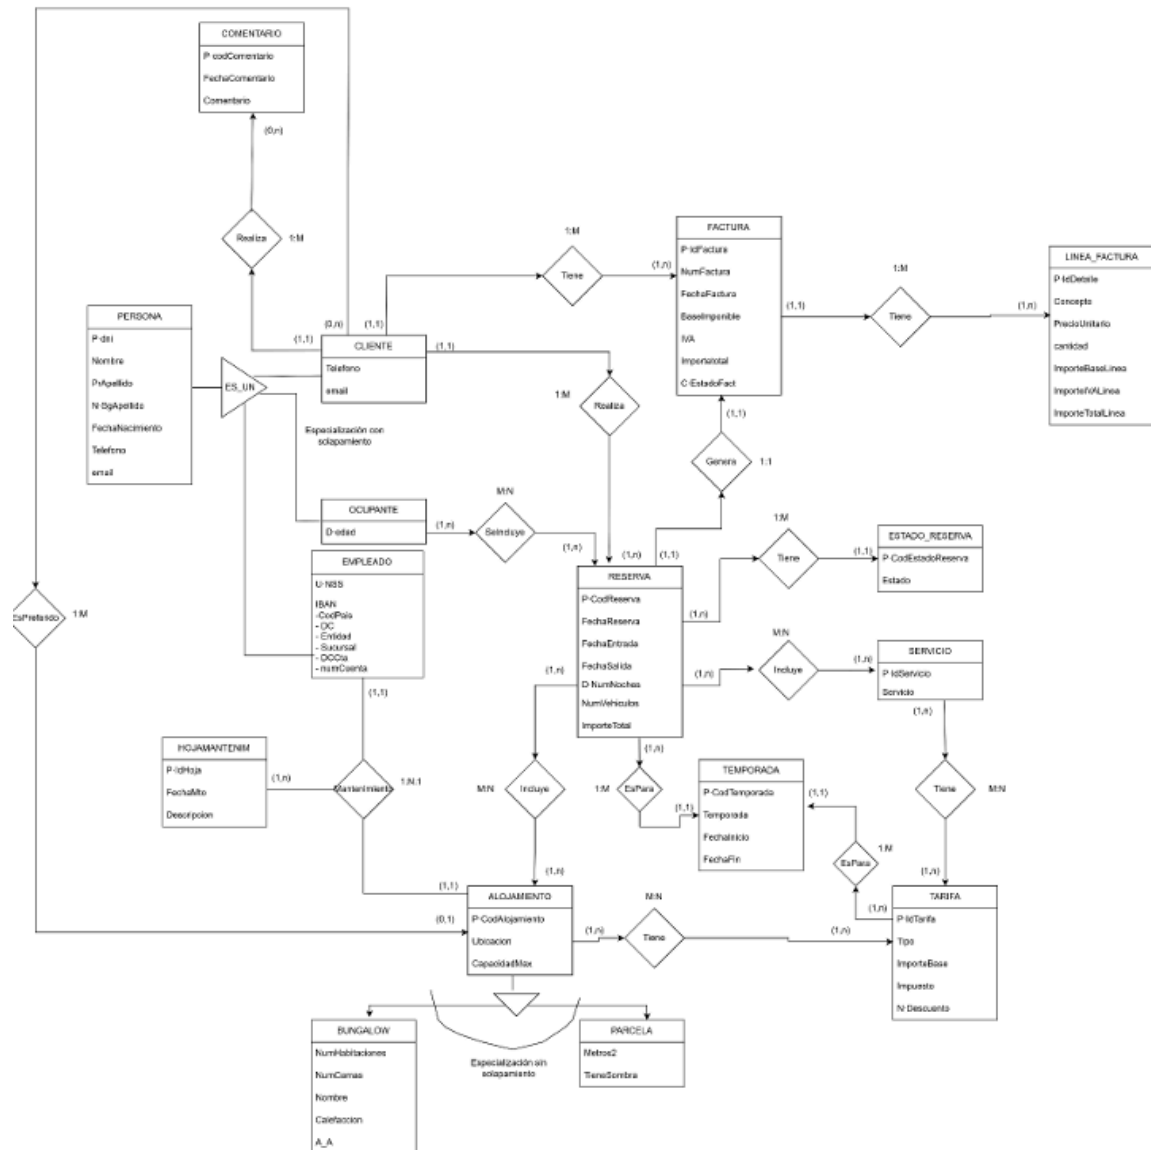 COMENTARIO
P-codComentario
FechaComentario
Comentario
(0,n)
Realiza
1:M
PERSONA
P-dni
Nombre
PrApellido
N-SgApellido
FechaNacimiento
Telefono
email
ES_UN
(1,1)
(0,n)
(1,1)
CLIENTE
Telefono
email
(1,1)
Especialización con
solapamiento
1:M
Tiene
(1,n)
FACTURA
P-IdFactura
NumFactura
FechaFactura
BaseImponible
IVA
Importetotal
C-EstadoFact
(1,1)
1:M
Tiene
(1,n)
LINEA_FACTURA
P-IdDetalle
Concepto
PrecioUnitario
cantidad
ImporteBaseLinea
ImporteIVALinea
ImporteTotalLinea
1:M
Realiza
(1,1)
Genera
1:1
OCUPANTE
D-edad
(1,n)
M:N
SeIncluye
(1,n)
(1,n)
(1,1)
EMPLEADO
U-NSS
IBAN
-CodPais
- DC
- Entidad
- Sucursal
- DCCta
- numCuenta
(1,1)
RESERVA
P-CodReserva
FechaReserva
FechaEntrada
FechaSalida
D-NumNoches
NumVehiculos
ImporteTotal
(1,n)
1:M
Tiene
(1,1)
ESTADO_RESERVA
P-CodEstadoReserva
Estado
(1,n)
M:N
Incluye
(1,n)
SERVICIO
P-IdServicio
Servicio
(1,n)
EsPreferido
1:M
HOJAMANTENIM
P-IdHoja
FechaMto
Descripcion
(1,n)
Mantenimiento
1:N:1
(1,1)
(1,n)
M:N
Incluye
(1,n)
(1,n)
1:M
EsPara
(1,1)
TEMPORADA
P-CodTemporada
Temporada
FechaInicio
FechaFin
(1,1)
1:M
EsPara
(1,n)
Tiene
M:N
(1,n)
(0,1)
ALOJAMIENTO
P-CodAlojamiento
Ubicacion
CapacidadMax
(1,n)
M:N
Tiene
(1,n)
TARIFA
P-IdTarifa
Tipo
ImporteBase
Impuesto
N-Descuento
BUNGALOW
NumHabitaciones
NumCamas
Nombre
Calefaccion
A_A
Especialización sin
solapamiento
PARCELA
Metros2
TieneSombra